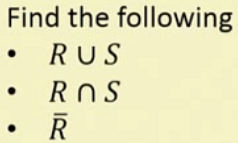 Find the following
• R ∪ S
• R ∩ S
• R̄